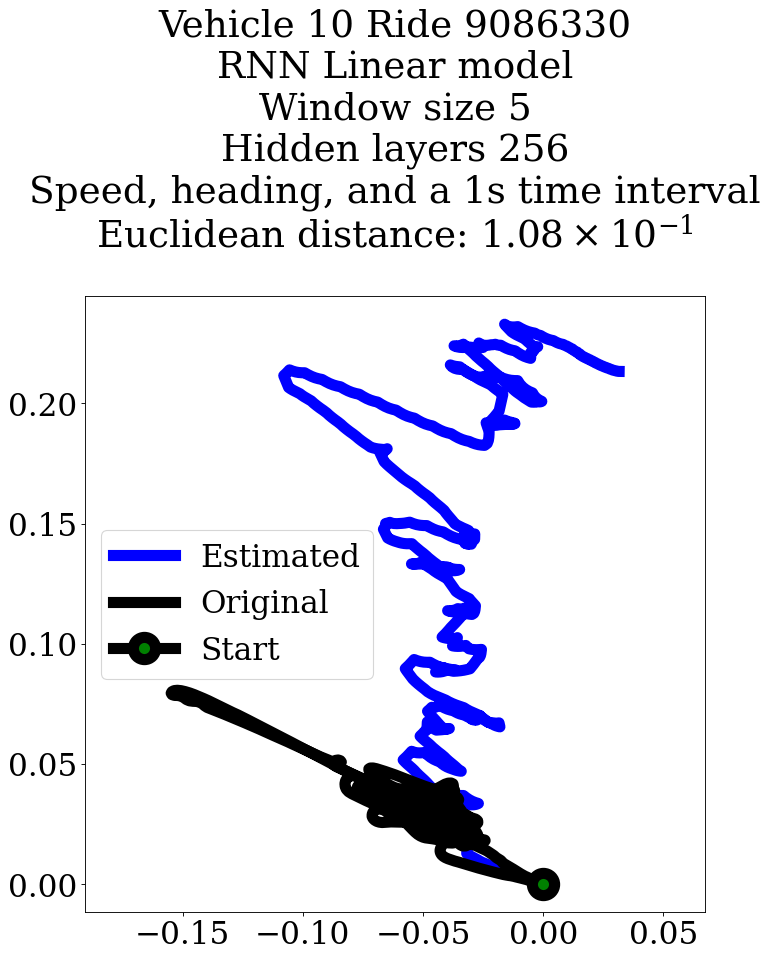 Vehicle 10 Ride 9086330
RNN Linear model
Window size 5
Hidden layers 256
Speed, heading, and a 1s time interval
Euclidean distance: 1.08 × 10⁻¹
0.20
0.15
Estimated
Original
Start
0.10
0.05
0.00
−0.15 −0.10 −0.05 0.00 0.05